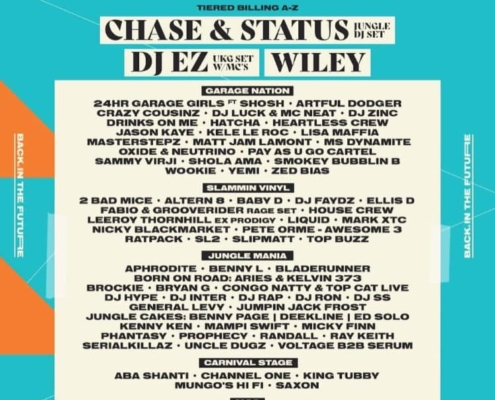 TIERED BILLING A-Z
CHASE & STATUS JUNGLE DJ SET
DJ EZ UKG SET W/ MC'S WILEY
GARAGE NATION
24HR GARAGE GIRLS FT SHOSH · ARTFUL DODGER
CRAZY COUSINZ · DJ LUCK & MC NEAT · DJ ZINC
DRINKS ON ME · HATCHA · HEARTLESS CREW
JASON KAYE · KELE LE ROC · LISA MAFFIA
MASTERSTEPZ · MATT JAM LAMONT · MS DYNAMITE
OXIDE & NEUTRINO · PAY AS U GO CARTEL
SAMMY VIRJI · SHOLA AMA · SMOKEY BUBBLIN B
WOOKIE · YEMI · ZED BIAS
SLAMMIN VINYL
2 BAD MICE · ALTERN 8 · BABY D · DJ FAYDZ · ELLIS D
FABIO & GROOVERIDER RAGE SET · HOUSE CREW
LEEROY THORNHILL EX PRODIGY · LIQUID · MARK XTC
NICKY BLACKMARKET · PETE ORME - AWESOME 3
RATPACK · SL2 · SLIPMATT · TOP BUZZ
JUNGLE MANIA
APHRODITE · BENNY L · BLADERUNNER
BORN ON ROAD: ARIES & KELVIN 373
BROCKIE · BRYAN G · CONGO NATTY & TOP CAT LIVE
DJ HYPE · DJ INTER · DJ RAP · DJ RON · DJ SS
GENERAL LEVY · JUMPIN JACK FROST
JUNGLE CAKES: BENNY PAGE | DEEKLINE | ED SOLO
KENNY KEN · MAMPI SWIFT · MICKY FINN
PHANTASY · PROPHECY · RANDALL · RAY KEITH
SERIALKILLAZ · UNCLE DUGZ · VOLTAGE B2B SERUM
CARNIVAL STAGE
ABA SHANTI · CHANNEL ONE · KING TUBBY
MUNGO'S HI FI · SAXON
BACK IN THE FUTURE
BACK IN THE FUTURE